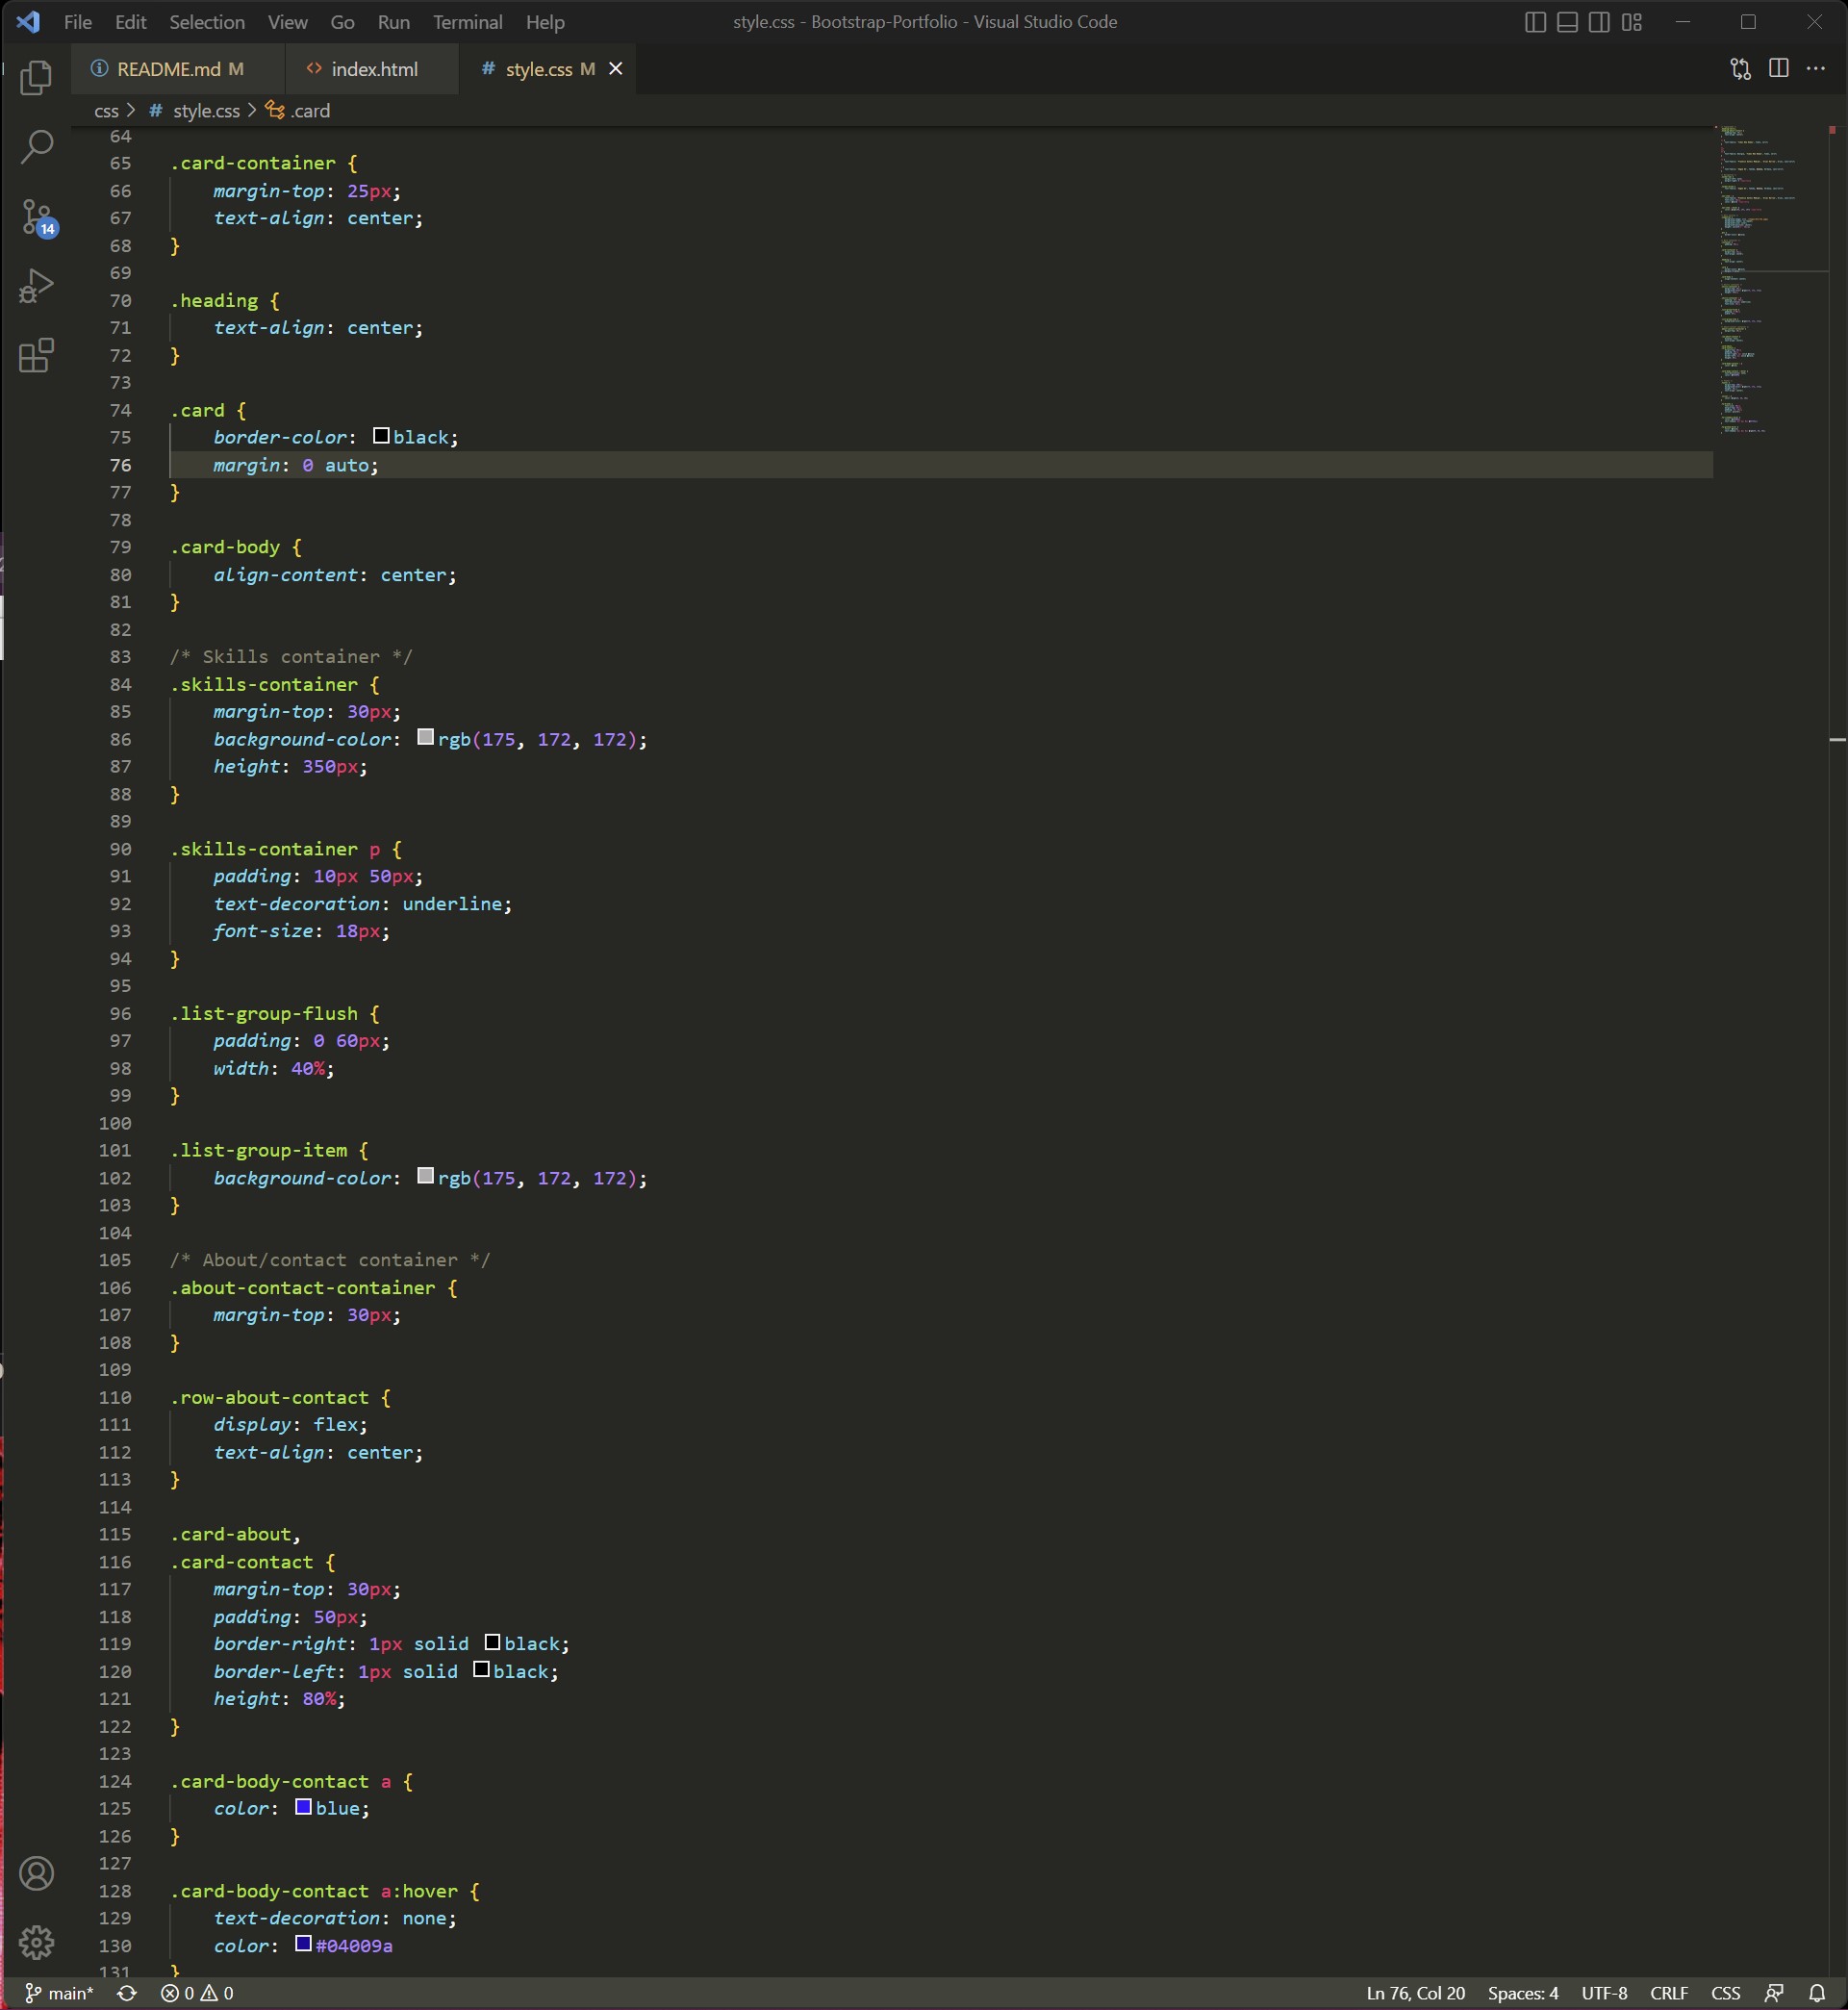 File Edit Selection View Go Run Terminal Help style.css - Bootstrap-Portfolio - Visual Studio Code
README.md M index.html # style.css M
css > # style.css > .card
64
65 .card-container {
66 margin-top: 25px;
67 text-align: center;
68 }
69
70 .heading {
71 text-align: center;
72 }
73
74 .card {
75 border-color: black;
76 margin: 0 auto;
77 }
78
79 .card-body {
80 align-content: center;
81 }
82
83 /* Skills container */
84 .skills-container {
85 margin-top: 30px;
86 background-color: rgb(175, 172, 172);
87 height: 350px;
88 }
89
90 .skills-container p {
91 padding: 10px 50px;
92 text-decoration: underline;
93 font-size: 18px;
94 }
95
96 .list-group-flush {
97 padding: 0 60px;
98 width: 40%;
99 }
100
101 .list-group-item {
102 background-color: rgb(175, 172, 172);
103 }
104
105 /* About/contact container */
106 .about-contact-container {
107 margin-top: 30px;
108 }
109
110 .row-about-contact {
111 display: flex;
112 text-align: center;
113 }
114
115 .card-about,
116 .card-contact {
117 margin-top: 30px;
118 padding: 50px;
119 border-right: 1px solid black;
120 border-left: 1px solid black;
121 height: 80%;
122 }
123
124 .card-body-contact a {
125 color: blue;
126 }
127
128 .card-body-contact a:hover {
129 text-decoration: none;
130 color: #04009a
131 }
14
main* 0 0 Ln 76, Col 20 Spaces: 4 UTF-8 CRLF CSS